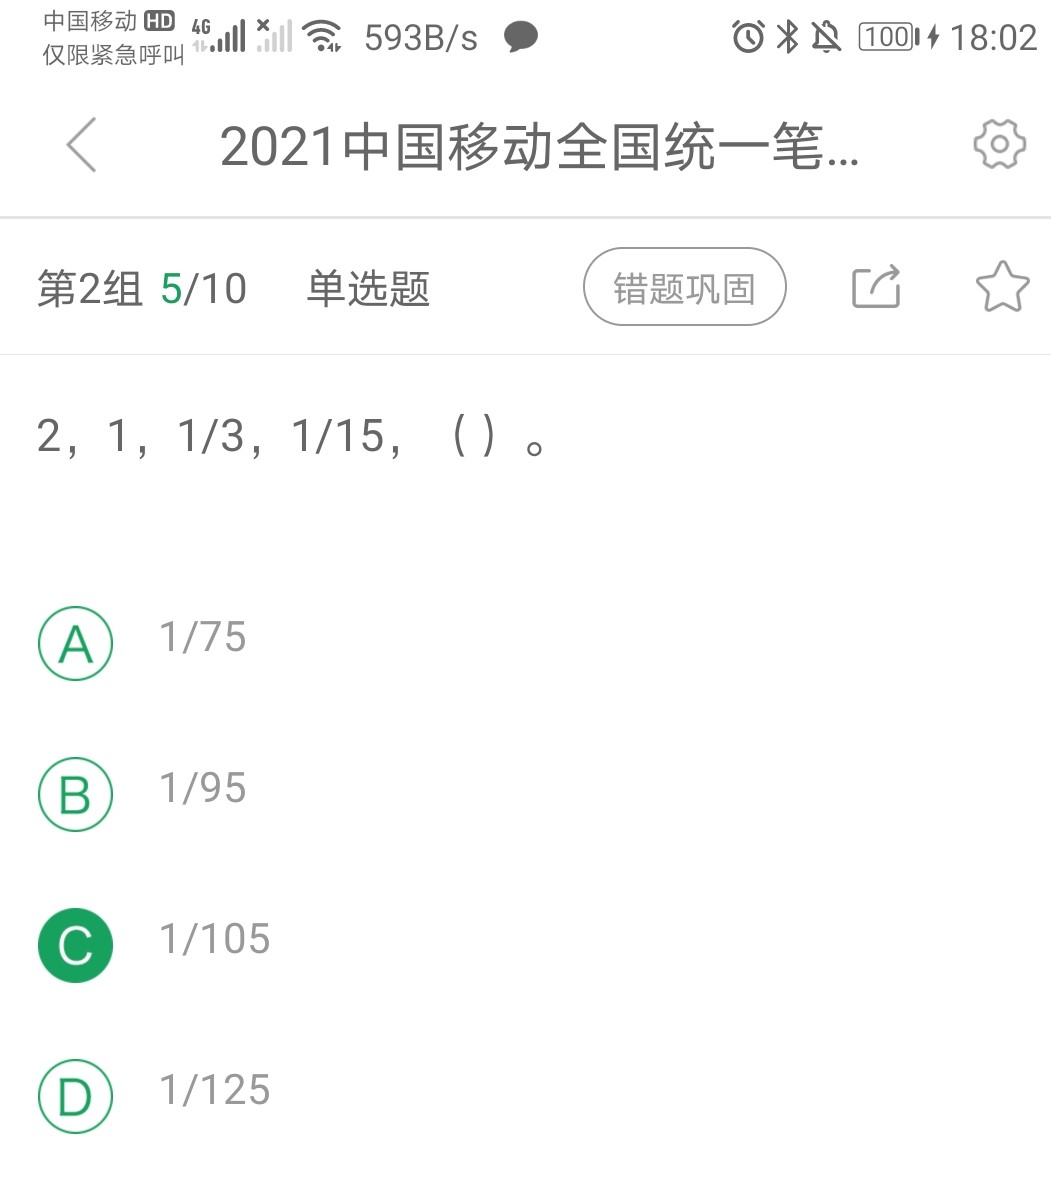 中国移动 HD 4G 593B/s 100 18:02
仅限紧急呼叫
2021中国移动全国统一笔...
第2组 5/10 单选题 错题巩固
2，1，1/3，1/15，（）。
A 1/75
B 1/95
C 1/105
D 1/125